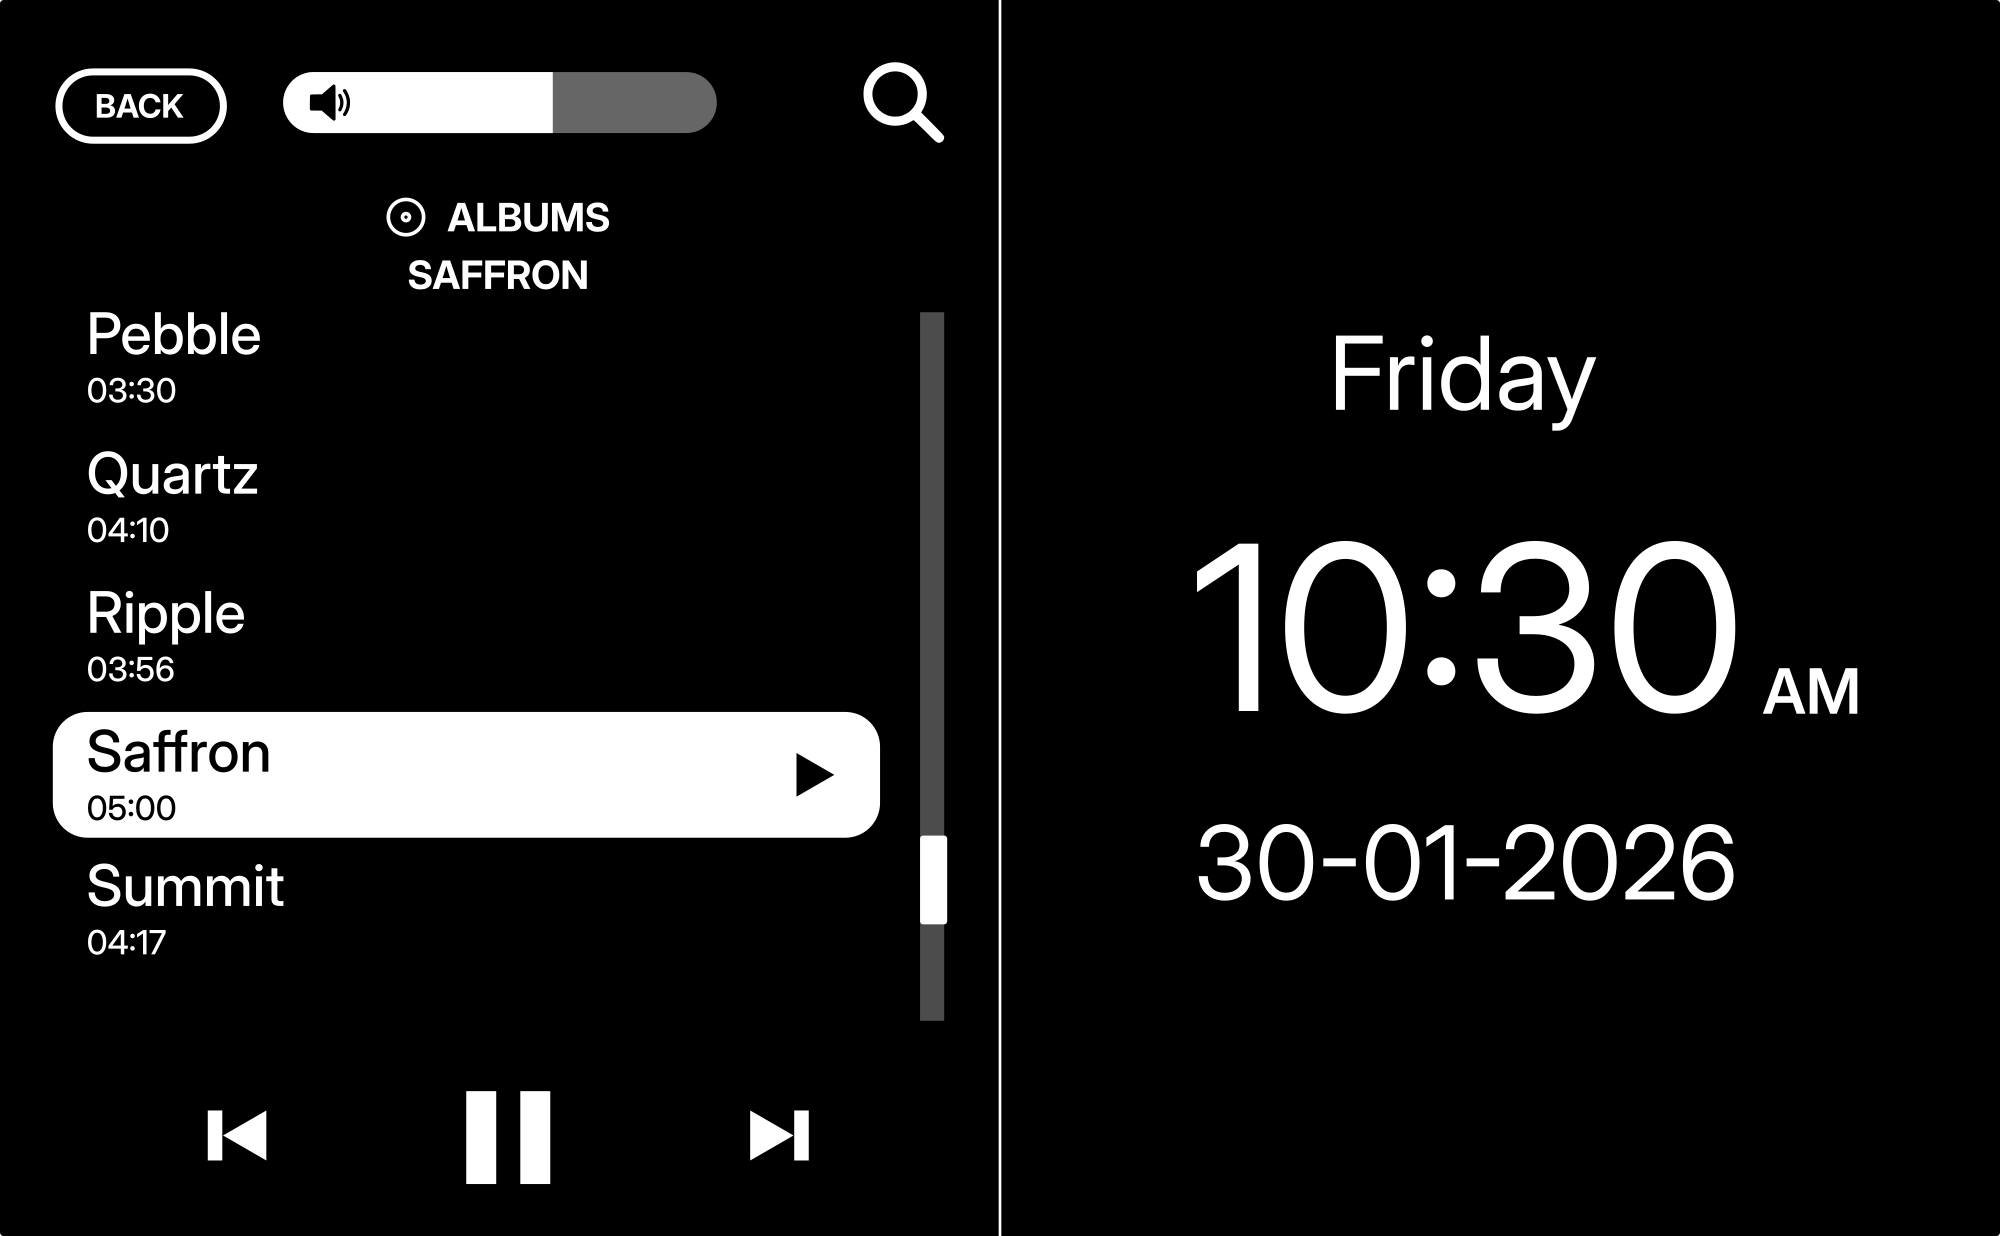 BACK
ALBUMS
SAFFRON
Pebble
03:30
Quartz
04:10
Ripple
03:56
Saffron
05:00
Summit
04:17
Friday
10:30 AM
30-01-2026